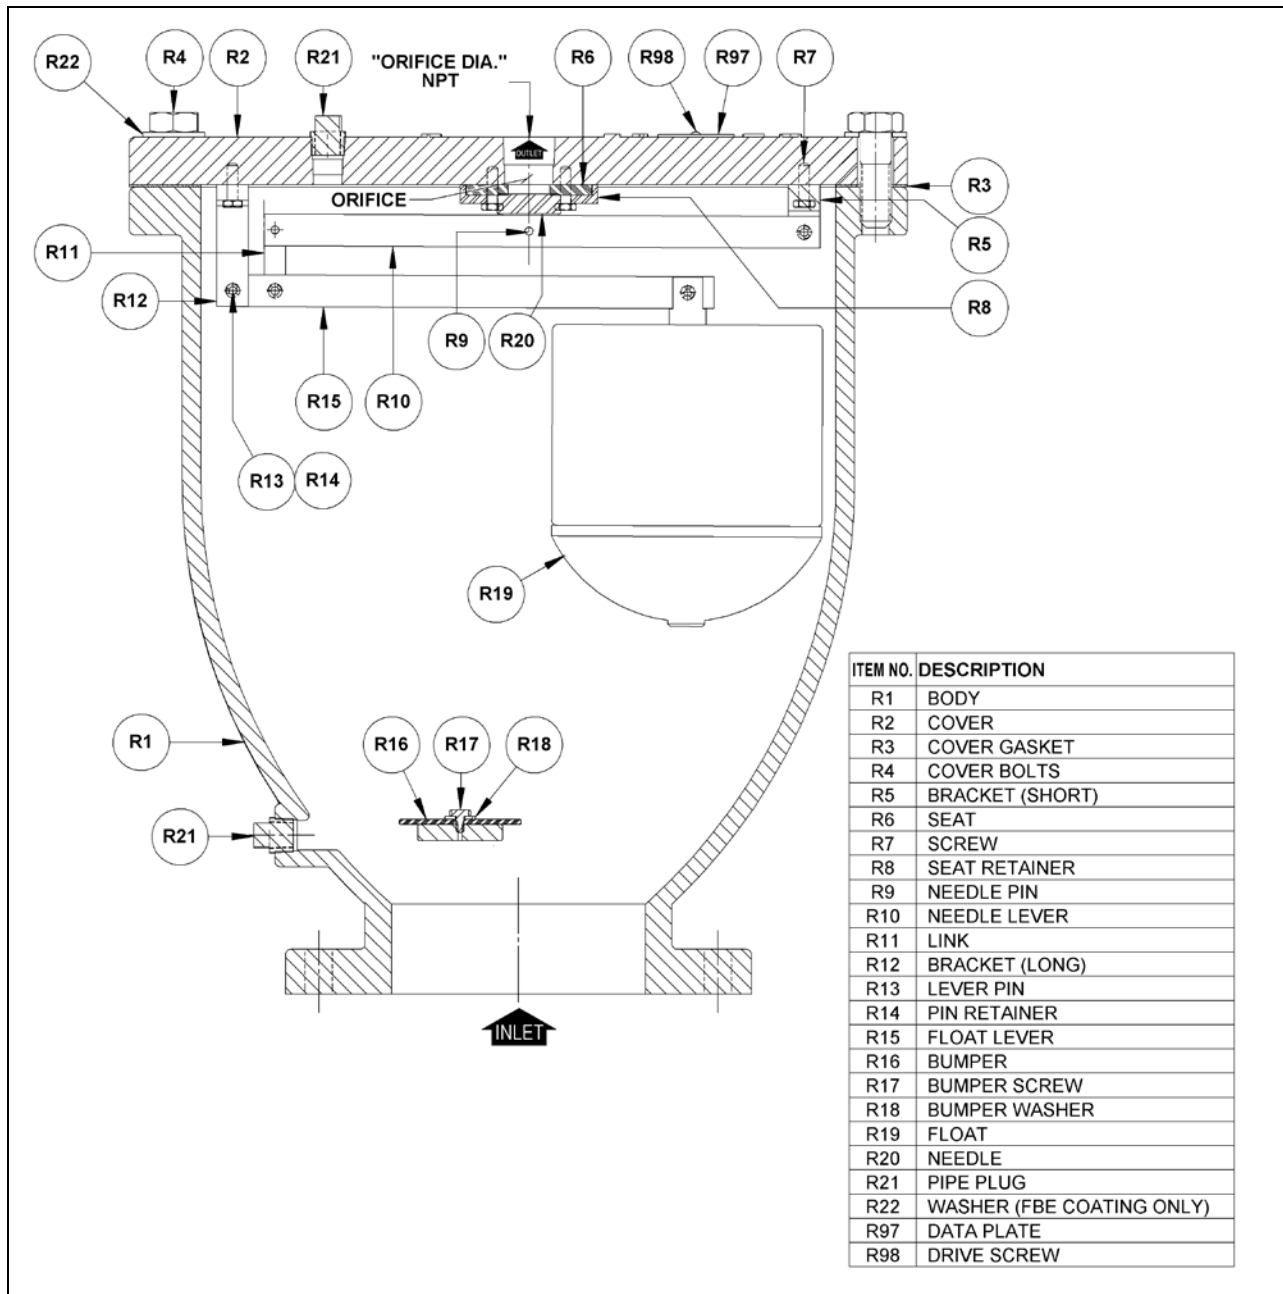 R22
R4
R2
R21
"ORIFICE DIA."
NPT
R6
R98
R97
R7
OUTLET
ORIFICE
R3
R5
R11
R12
R8
R9
R20
R15
R10
R13
R14
R19
R1
R16
R17
R18
R21
INLET
ITEM NO. DESCRIPTION
R1 BODY
R2 COVER
R3 COVER GASKET
R4 COVER BOLTS
R5 BRACKET (SHORT)
R6 SEAT
R7 SCREW
R8 SEAT RETAINER
R9 NEEDLE PIN
R10 NEEDLE LEVER
R11 LINK
R12 BRACKET (LONG)
R13 LEVER PIN
R14 PIN RETAINER
R15 FLOAT LEVER
R16 BUMPER
R17 BUMPER SCREW
R18 BUMPER WASHER
R19 FLOAT
R20 NEEDLE
R21 PIPE PLUG
R22 WASHER (FBE COATING ONLY)
R97 DATA PLATE
R98 DRIVE SCREW